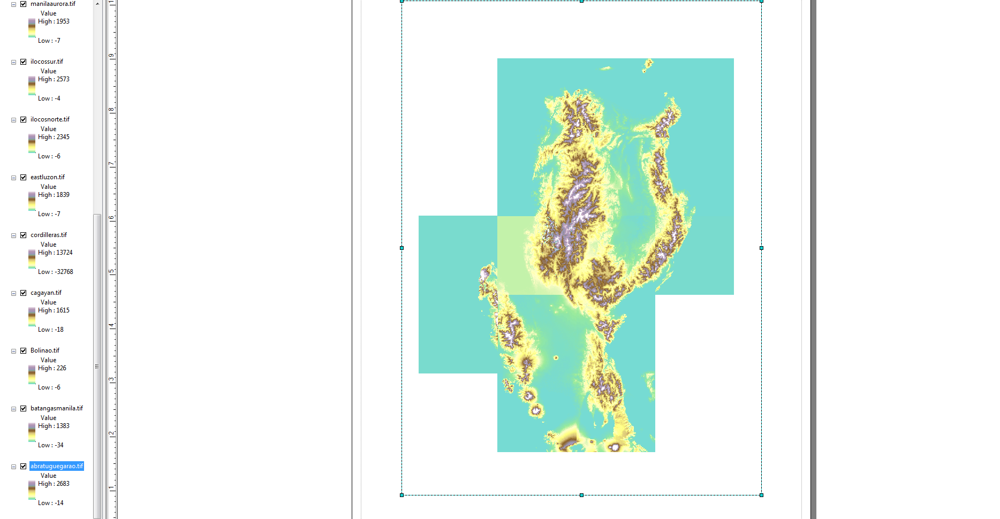 manilaaurora.tif
Value
High : 1953
Low : -7
ilocossur.tif
Value
High : 2573
Low : -4
ilocosnorte.tif
Value
High : 2345
Low : -6
eastluzon.tif
Value
High : 1839
Low : -7
cordilleras.tif
Value
High : 13724
Low : -32768
cagayan.tif
Value
High : 1615
Low : -18
Bolinao.tif
Value
High : 226
Low : -6
batangasmanila.tif
Value
High : 1383
Low : -34
abratuguegarao.tif
Value
High : 2683
Low : -14
9
8
7
6
5
4
3
2
1